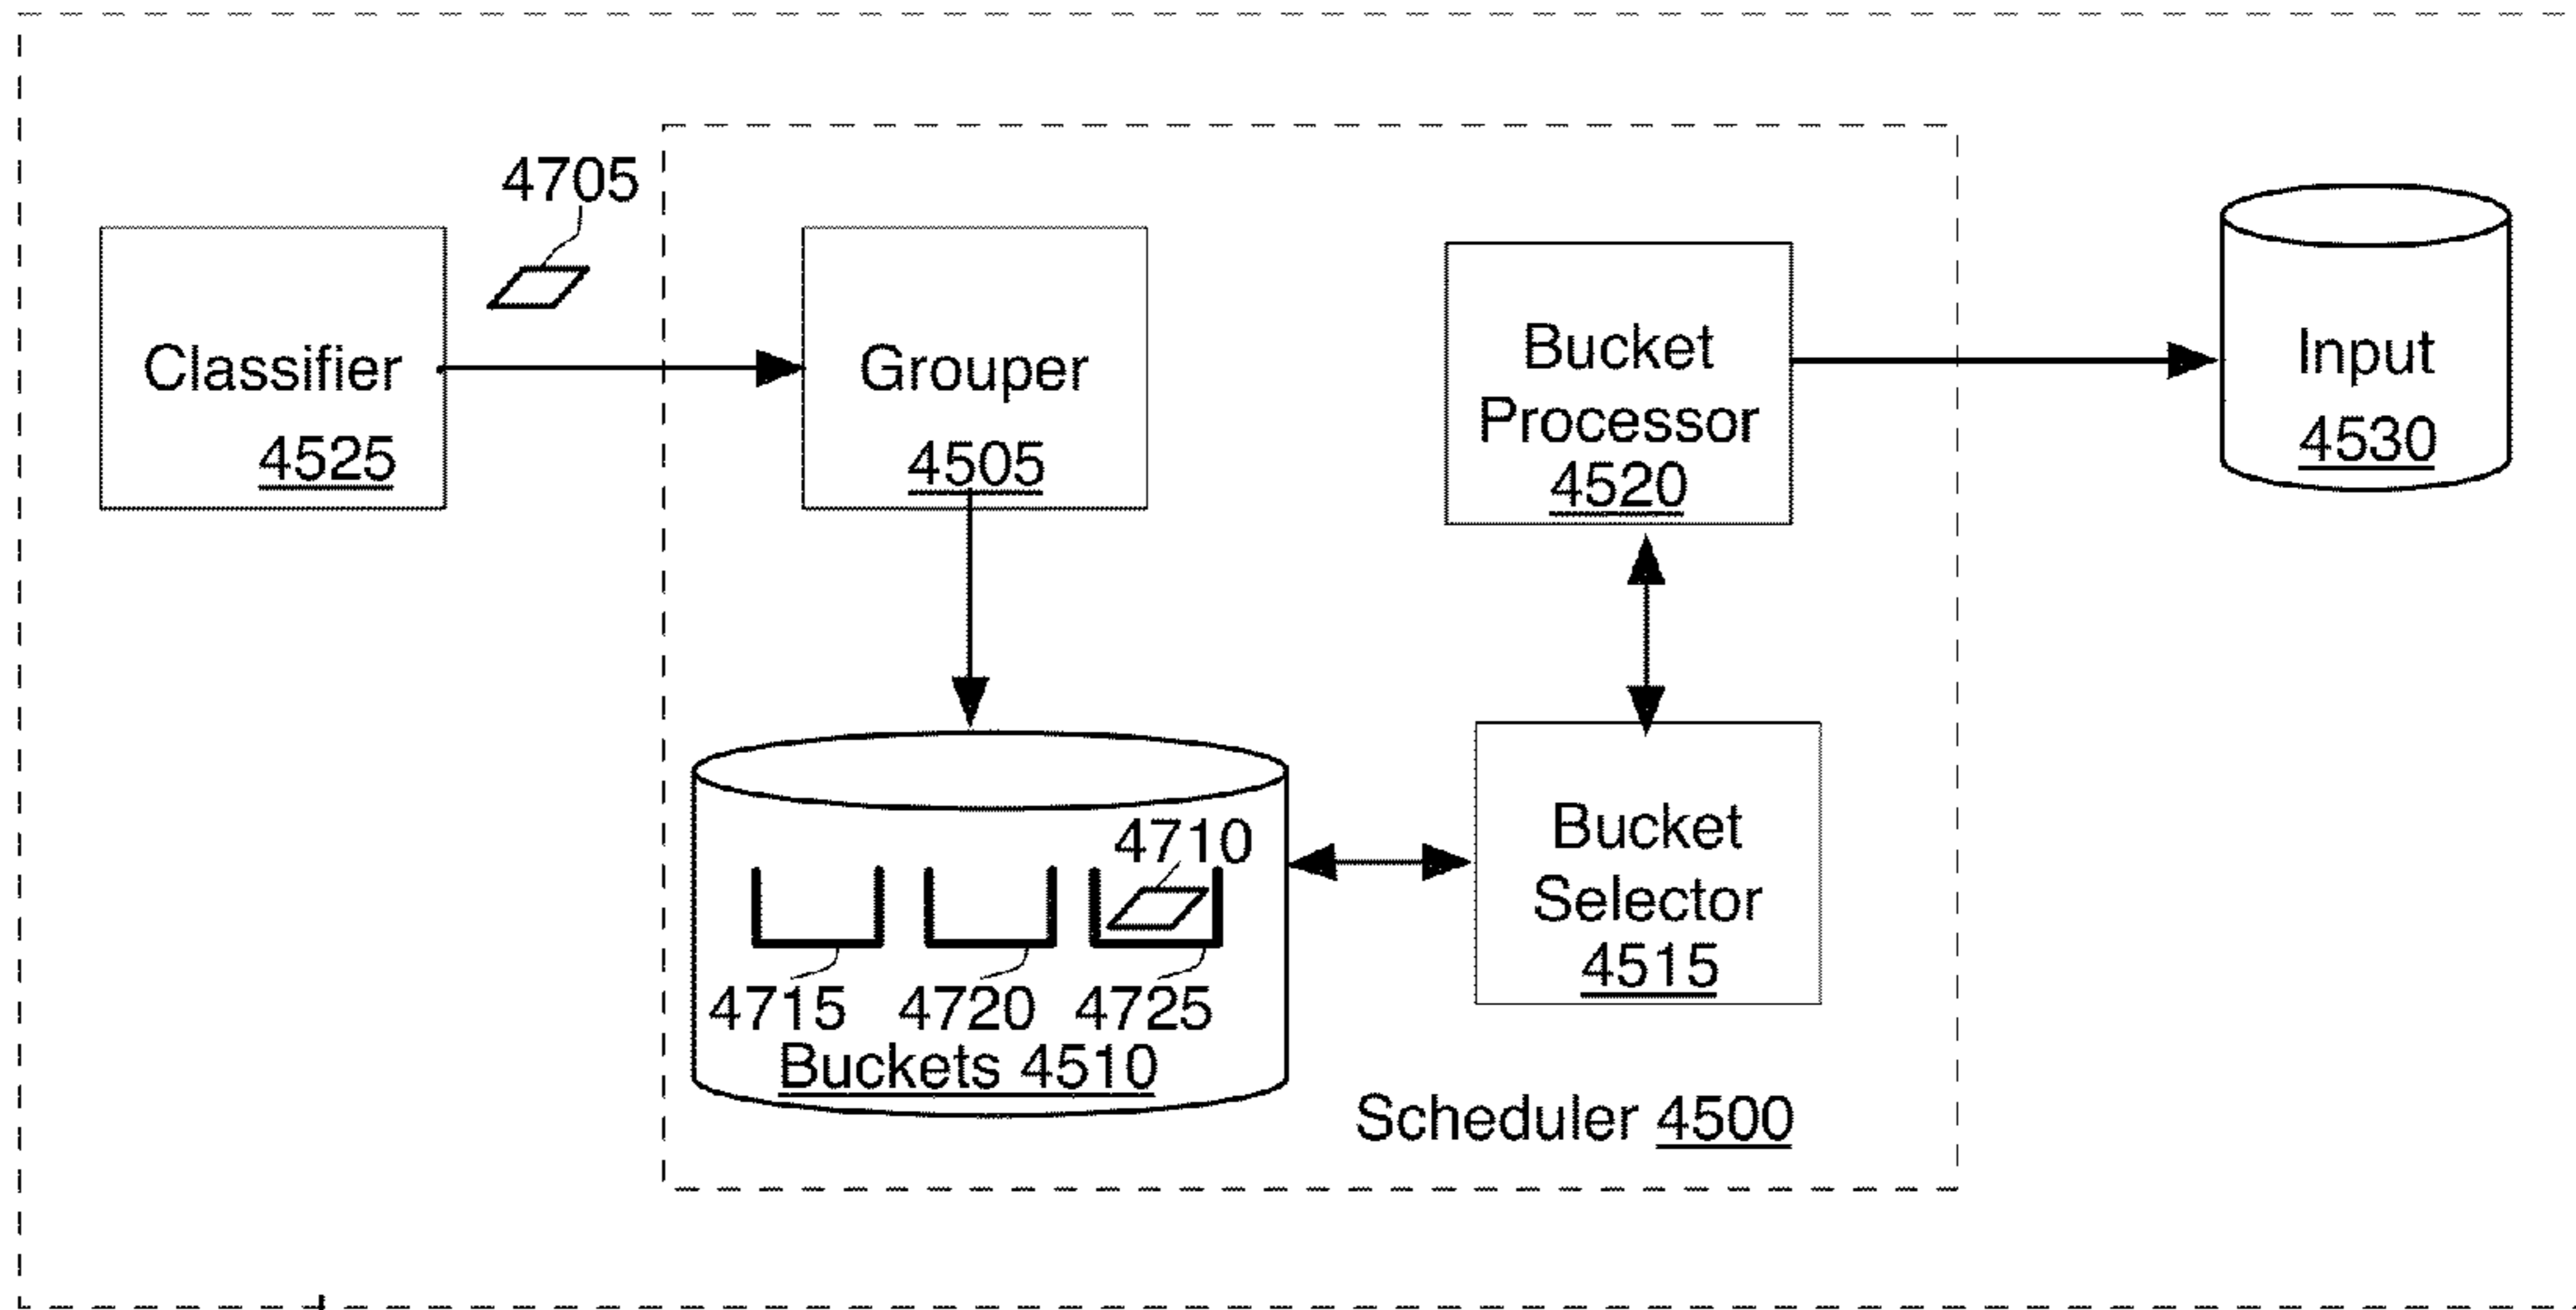 4705
Classifier
4525
Grouper
4505
Bucket
Processor
4520
Input
4530
4710
4715
4720
4725
Buckets 4510
Bucket
Selector
4515
Scheduler 4500